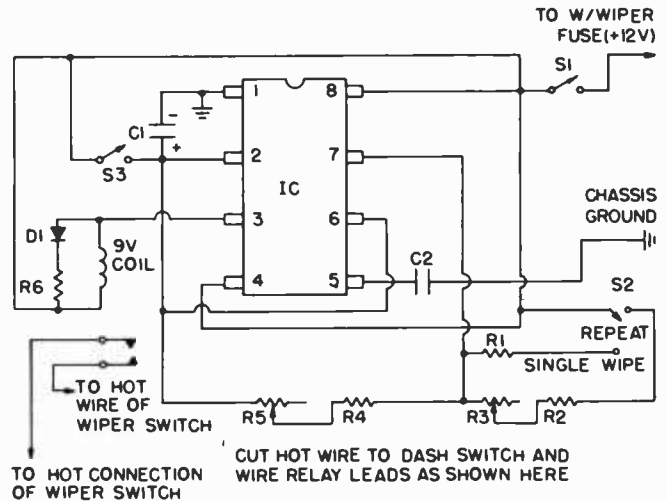 TO W/WIPER
FUSE(+12V)
S1
1
8
C1
-
+
S3
2
7
IC
CHASSIS
GROUND
D1
9V
COIL
3
6
C2
R6
4
5
S2
REPEAT
R1
SINGLE WIPE
TO HOT
WIRE OF
WIPER SWITCH
R5
R4
R3
R2
TO HOT CONNECTION
OF WIPER SWITCH
CUT HOT WIRE TO DASH SWITCH AND
WIRE RELAY LEADS AS SHOWN HERE